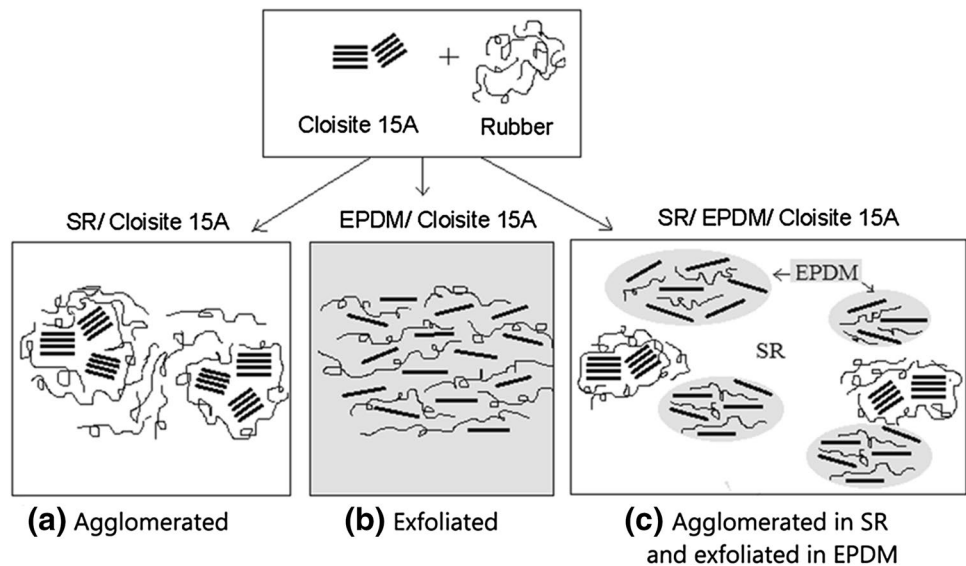 Cloisite 15A
+
Rubber
SR/ Cloisite 15A
EPDM/ Cloisite 15A
SR/ EPDM/ Cloisite 15A
EPDM
SR
(a) Agglomerated
(b) Exfoliated
(c) Agglomerated in SR
and exfoliated in EPDM